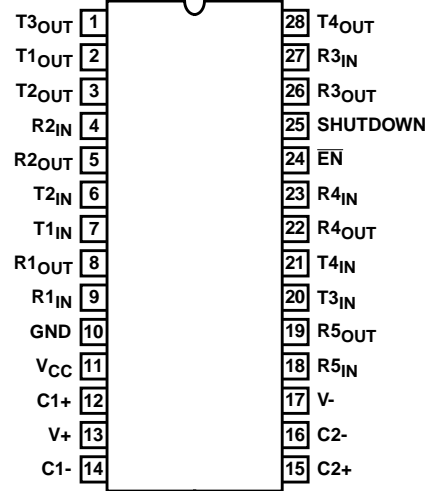 T3OUT 1 28 T4OUT
T1OUT 2 27 R3IN
T2OUT 3 26 R3OUT
R2IN 4 25 SHUTDOWN
R2OUT 5 24 E̅N̅
T2IN 6 23 R4IN
T1IN 7 22 R4OUT
R1OUT 8 21 T4IN
R1IN 9 20 T3IN
GND 10 19 R5OUT
VCC 11 18 R5IN
C1+ 12 17 V-
V+ 13 16 C2-
C1- 14 15 C2+